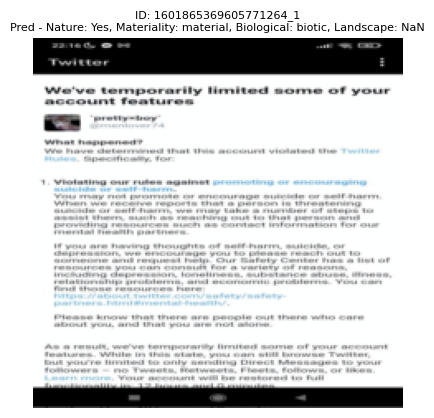 ID: 1601865369605771264_1
Pred - Nature: Yes, Materiality: material, Biological: biotic, Landscape: NaN
22:16
Twitter
We've temporarily limited some of your
account features
`pretty=boy`
@menlover74
What happened?
We have determined that this account violated the Twitter
Rules. Specifically, for:
1. Violating our rules against promoting or encouraging
suicide or self-harm.
You may not promote or encourage suicide or self-harm.
When we receive reports that a person is threatening
suicide or self-harm, we may take a number of steps to
assist them, such as reaching out to that person and
providing resources such as contact information for our
mental health partners.
If you are having thoughts of self-harm, suicide, or
depression, we encourage you to please reach out to
someone and request help. Our Safety Center has a list of
resources you can consult for a variety of reasons,
including depression, loneliness, substance abuse, illness,
relationship problems, and economic problems. You can
find those resources here:
https://about.twitter.com/safety/safety-
partners.html#mental-health/.
Please know that there are people out there who care
about you, and that you are not alone.
As a result, we've temporarily limited some of your account
features. While in this state, you can still browse Twitter,
but you're limited to only sending Direct Messages to your
followers – no Tweets, Retweets, Fleets, follows, or likes.
Learn more. Your account will be restored to full
functionality in: 12 hours and 0 minutes.